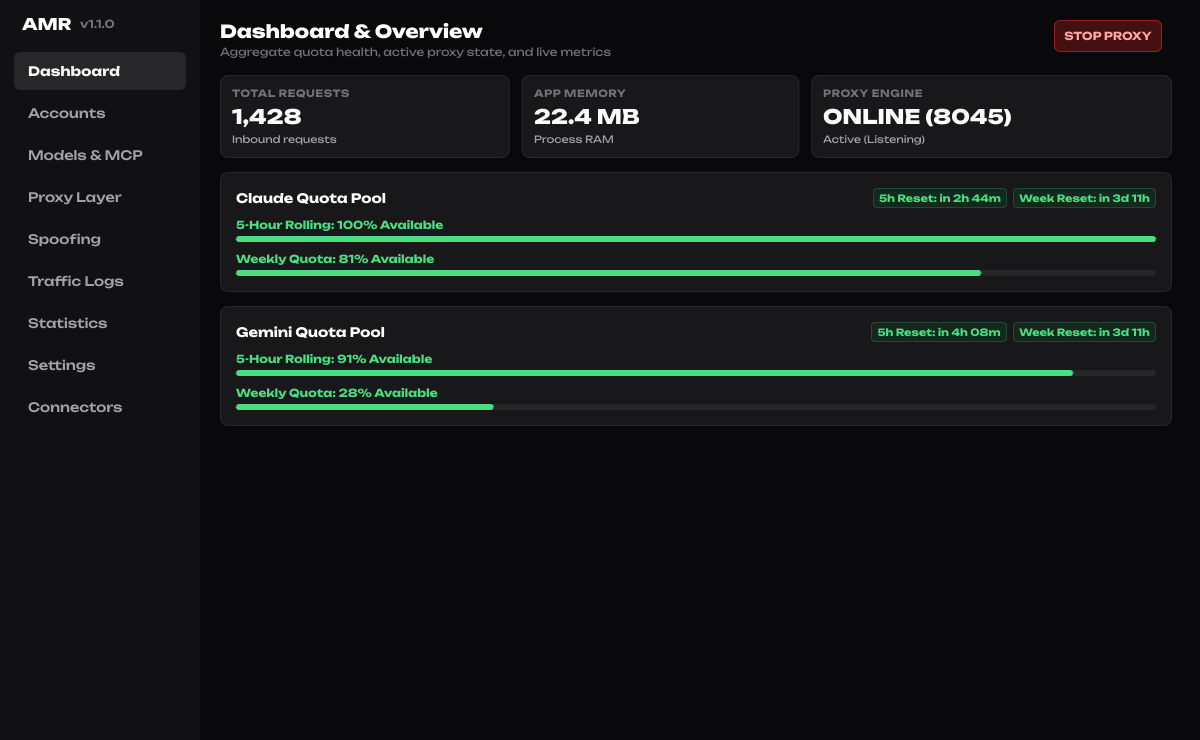 AMR v1.1.0
Dashboard
Accounts
Models & MCP
Proxy Layer
Spoofing
Traffic Logs
Statistics
Settings
Connectors
Dashboard & Overview
Aggregate quota health, active proxy state, and live metrics
STOP PROXY
TOTAL REQUESTS
1,428
Inbound requests
APP MEMORY
22.4 MB
Process RAM
PROXY ENGINE
ONLINE (8045)
Active (Listening)
Claude Quota Pool
5h Reset: in 2h 44m
Week Reset: in 3d 11h
5-Hour Rolling: 100% Available
Weekly Quota: 81% Available
Gemini Quota Pool
5h Reset: in 4h 08m
Week Reset: in 3d 11h
5-Hour Rolling: 91% Available
Weekly Quota: 28% Available